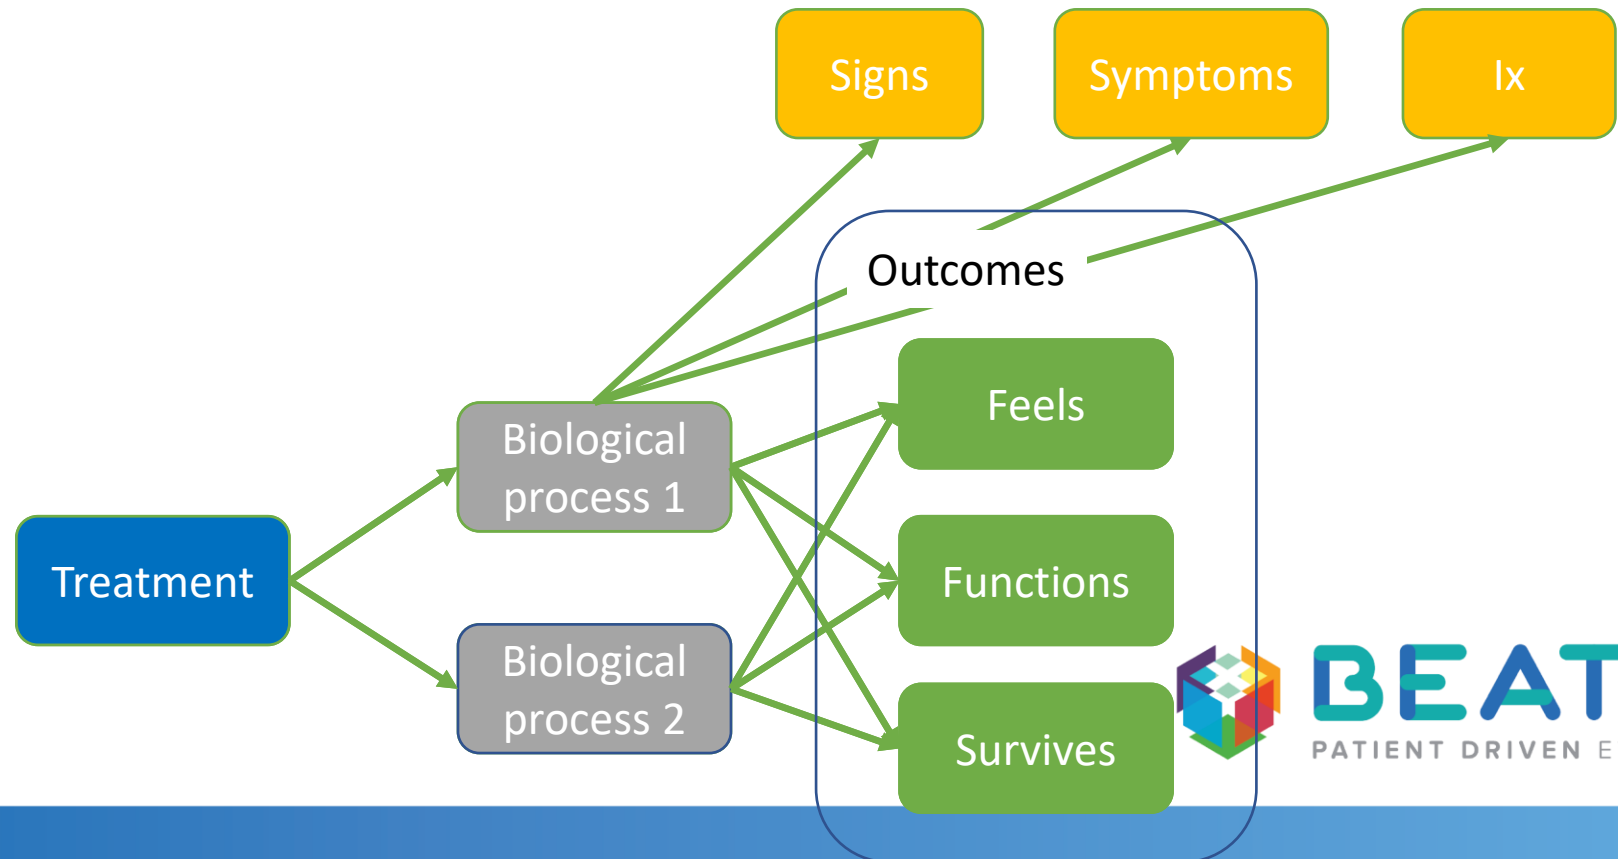 Signs
Symptoms
Ix
Outcomes
Feels
Biological
process 1
Treatment
Functions
Biological
process 2
Survives
BEAT
PATIENT DRIVEN E